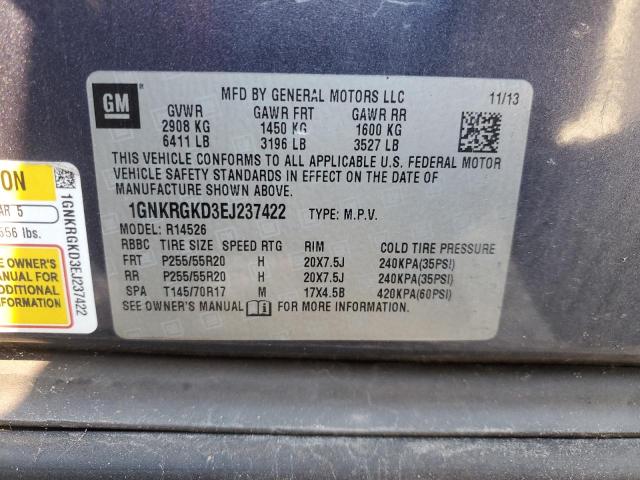 GM
MFD BY GENERAL MOTORS LLC 11/13
GVWR GAWR FRT GAWR RR
2908 KG 1450 KG 1600 KG
6411 LB 3196 LB 3527 LB
THIS VEHICLE CONFORMS TO ALL APPLICABLE U.S. FEDERAL MOTOR
VEHICLE SAFETY STANDARDS IN EFFECT ON THE DATE OF
MANUFACTURE SHOWN ABOVE.
1GNKRGKD3EJ237422 TYPE: M.P.V.
MODEL: R14526
RBBC TIRE SIZE SPEED RTG RIM COLD TIRE PRESSURE
FRT P255/55R20 H 20X7.5J 240KPA(35PSI)
RR P255/55R20 H 20X7.5J 240KPA(35PSI)
SPA T145/70R17 M 17X4.5B 420KPA(60PSI)
SEE OWNER'S MANUAL FOR MORE INFORMATION.
ION
AR 5
556 lbs.
EE OWNER'S
ANUAL FOR
ADDITIONAL
1GNKRGKD3EJ237422